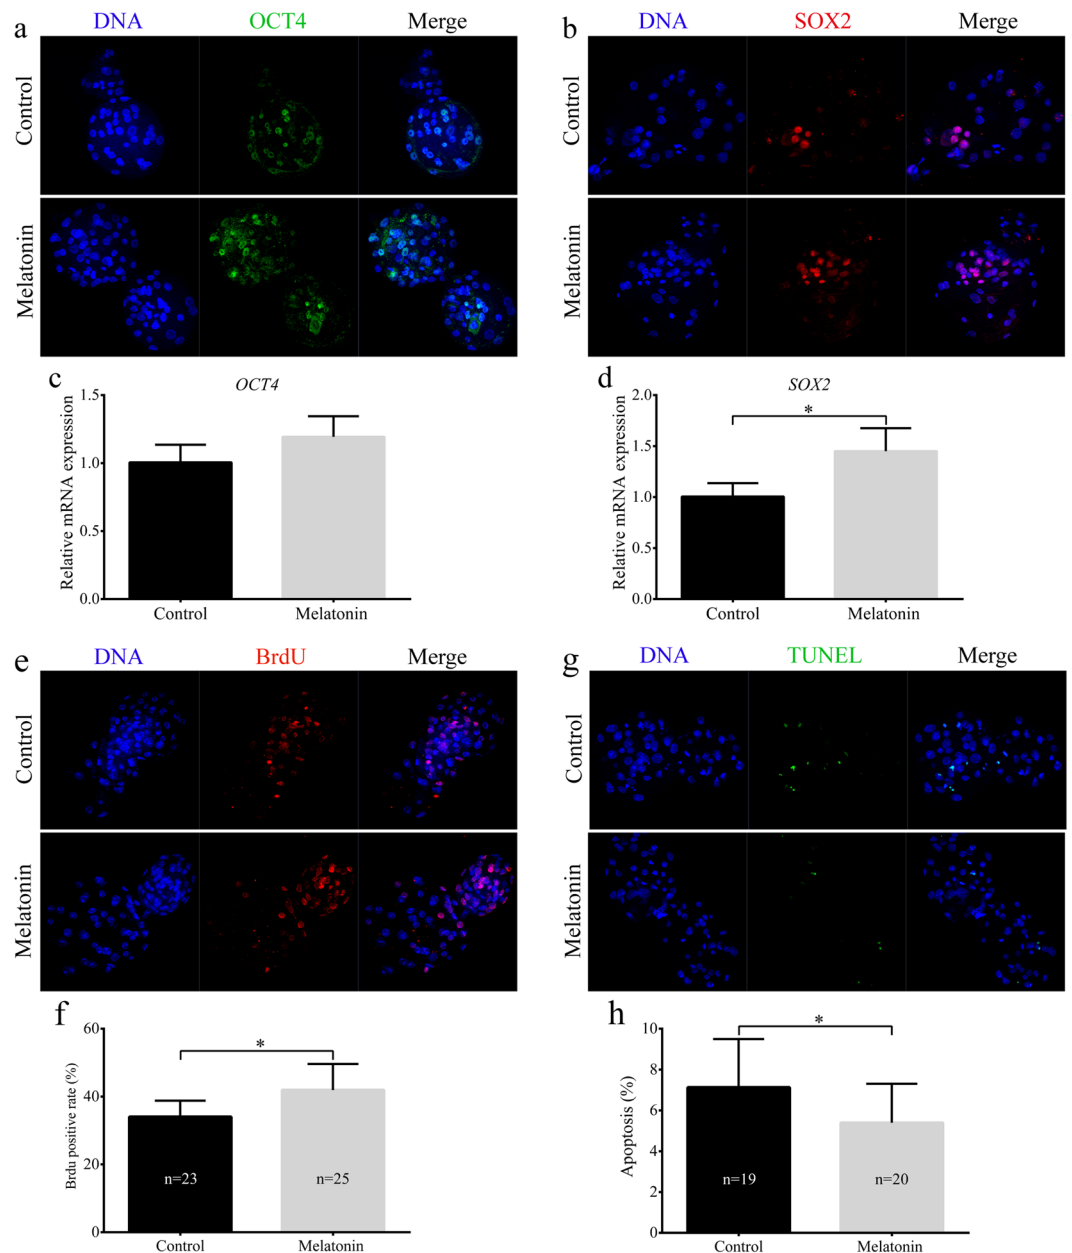 a
DNA
OCT4
Merge
Control
Melatonin
b
DNA
SOX2
Merge
Control
Melatonin
c
OCT4
Relative mRNA expression
1.5
1.0
0.5
0.0
Control
Melatonin
d
SOX2
Relative mRNA expression
2.0
1.5
1.0
0.5
0.0
*
Control
Melatonin
e
DNA
BrdU
Merge
Control
Melatonin
g
DNA
TUNEL
Merge
Control
Melatonin
f
Brdu positive rate (%)
60
40
20
0
*
n=23
n=25
Control
Melatonin
h
Apoptosis (%)
10
8
6
4
2
0
*
n=19
n=20
Control
Melatonin